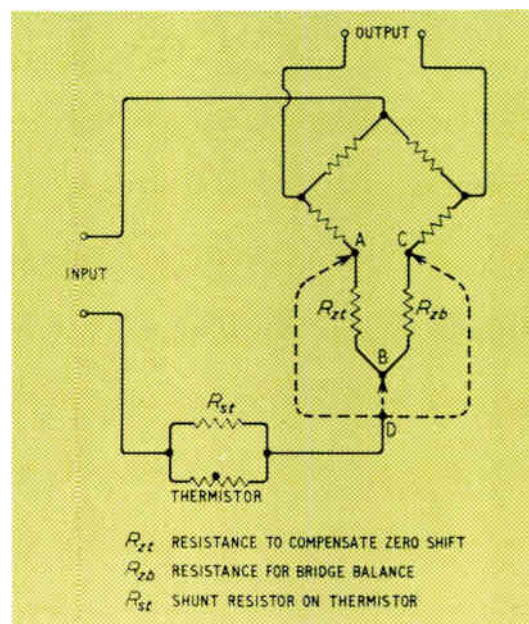 OUTPUT
A
C
INPUT
Rzt
Rzb
B
Rst
D
THERMISTOR
Rzt RESISTANCE TO COMPENSATE ZERO SHIFT
Rzb RESISTANCE FOR BRIDGE BALANCE
Rst SHUNT RESISTOR ON THERMISTOR